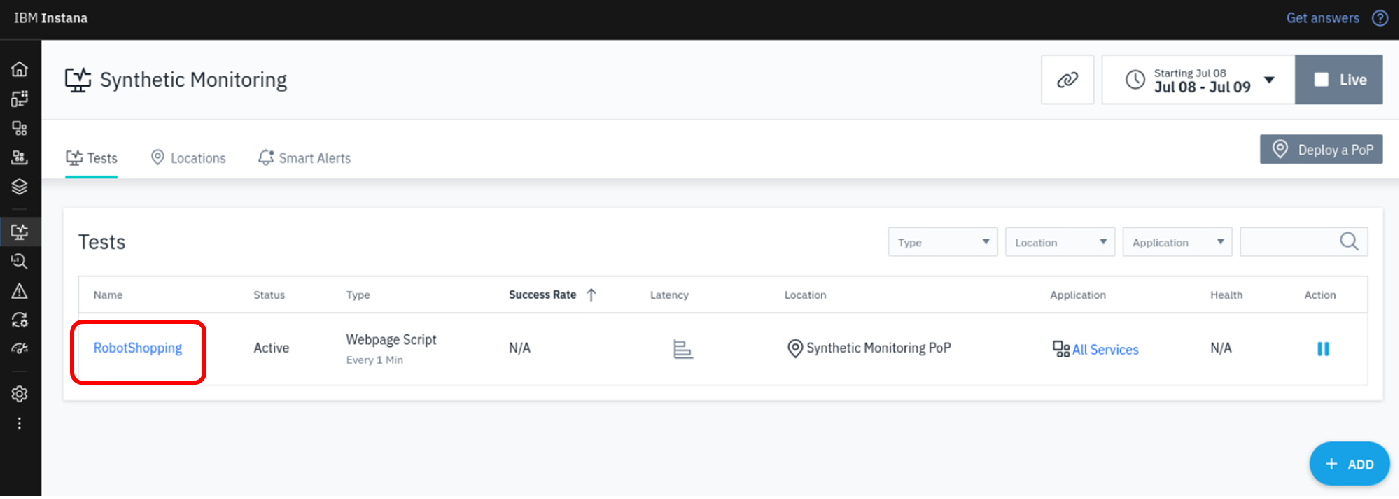 IBM Instana
Get answers
Synthetic Monitoring
Starting Jul 08
Jul 08 - Jul 09
Live
Tests
Locations
Smart Alerts
Deploy a PoP
Tests
Type
Location
Application
Name
Status
Type
Success Rate
Latency
Location
Application
Health
Action
RobotShopping
Active
Webpage Script
Every 1 Min
N/A
Synthetic Monitoring PoP
All Services
N/A
+ ADD